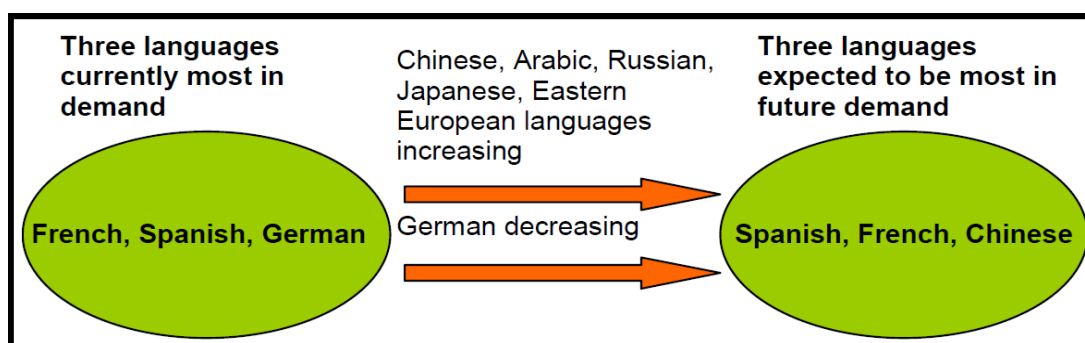 Three languages
currently most in
demand
French, Spanish, German
Chinese, Arabic, Russian,
Japanese, Eastern
European languages
increasing
German decreasing
Three languages
expected to be most in
future demand
Spanish, French, Chinese